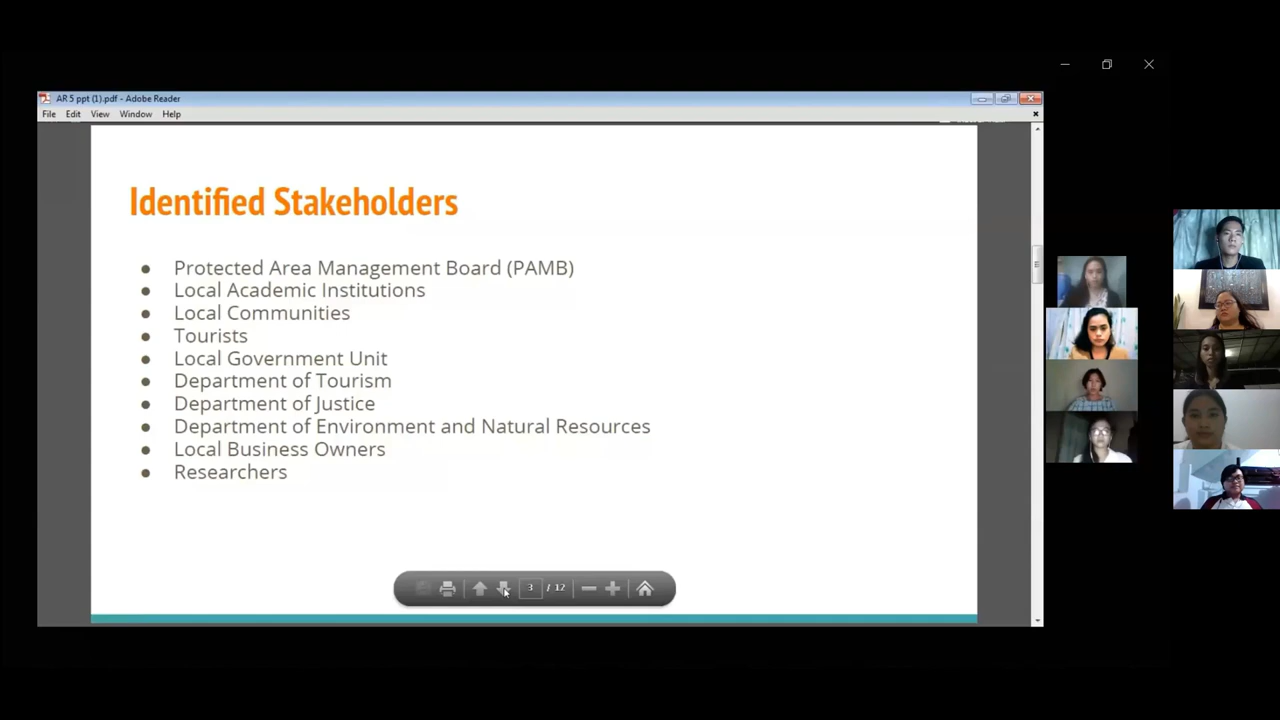 AR 5 ppt (1).pdf - Adobe Reader
File Edit View Window Help
Identified Stakeholders
● Protected Area Management Board (PAMB)
● Local Academic Institutions
● Local Communities
● Tourists
● Local Government Unit
● Department of Tourism
● Department of Justice
● Department of Environment and Natural Resources
● Local Business Owners
● Researchers
3 / 12